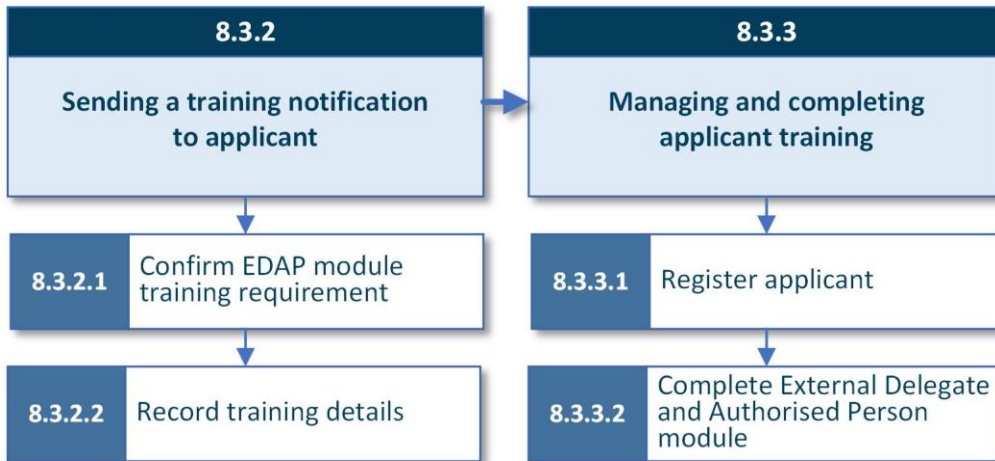 8.3.2
Sending a training notification
to applicant
8.3.2.1
Confirm EDAP module
training requirement
8.3.2.2
Record training details
8.3.3
Managing and completing
applicant training
8.3.3.1
Register applicant
8.3.3.2
Complete External Delegate
and Authorised Person
module